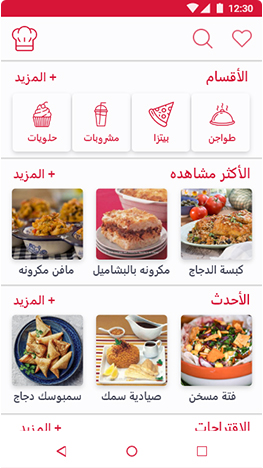 12:30
الأقسام
+ المزيد
طواجن
بيتزا
مشروبات
حلويات
الأكثر مشاهده
+ المزيد
كبسة الدجاج
مكرونه بالبشاميل
مافن مكرونه
الأحدث
+ المزيد
فتة مسخن
صيادية سمك
سمبوسك دجاج
الاقتراحات
+ المزيد